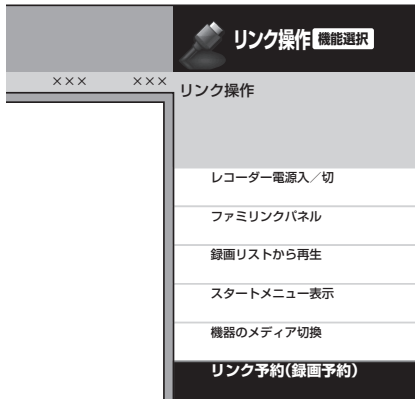 リンク操作 機能選択
××× ×××
リンク操作
レコーダー電源入／切
ファミリンクパネル
録画リストから再生
スタートメニュー表示
機器のメディア切換
リンク予約(録画予約)